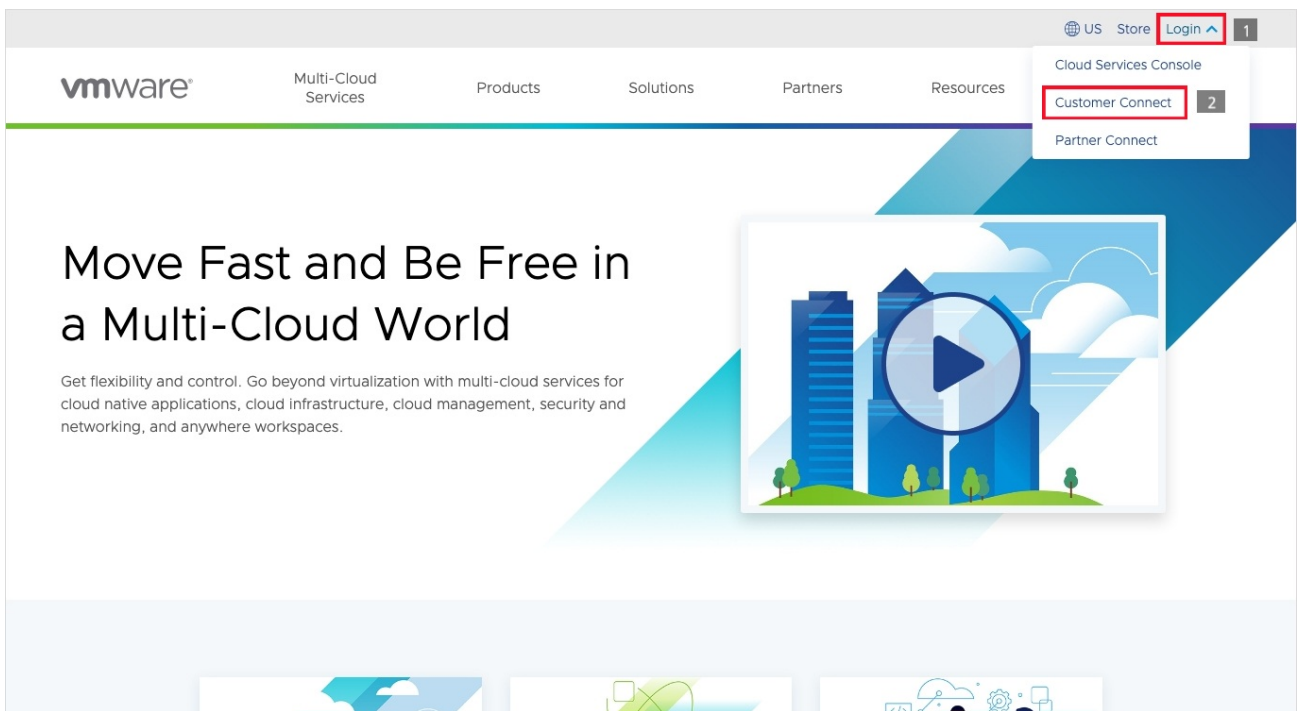 US Store Login 1
Cloud Services Console
Customer Connect 2
Partner Connect
vmware®
Multi-Cloud
Services
Products
Solutions
Partners
Resources
Move Fast and Be Free in
a Multi-Cloud World
Get flexibility and control. Go beyond virtualization with multi-cloud services for
cloud native applications, cloud infrastructure, cloud management, security and
networking, and anywhere workspaces.